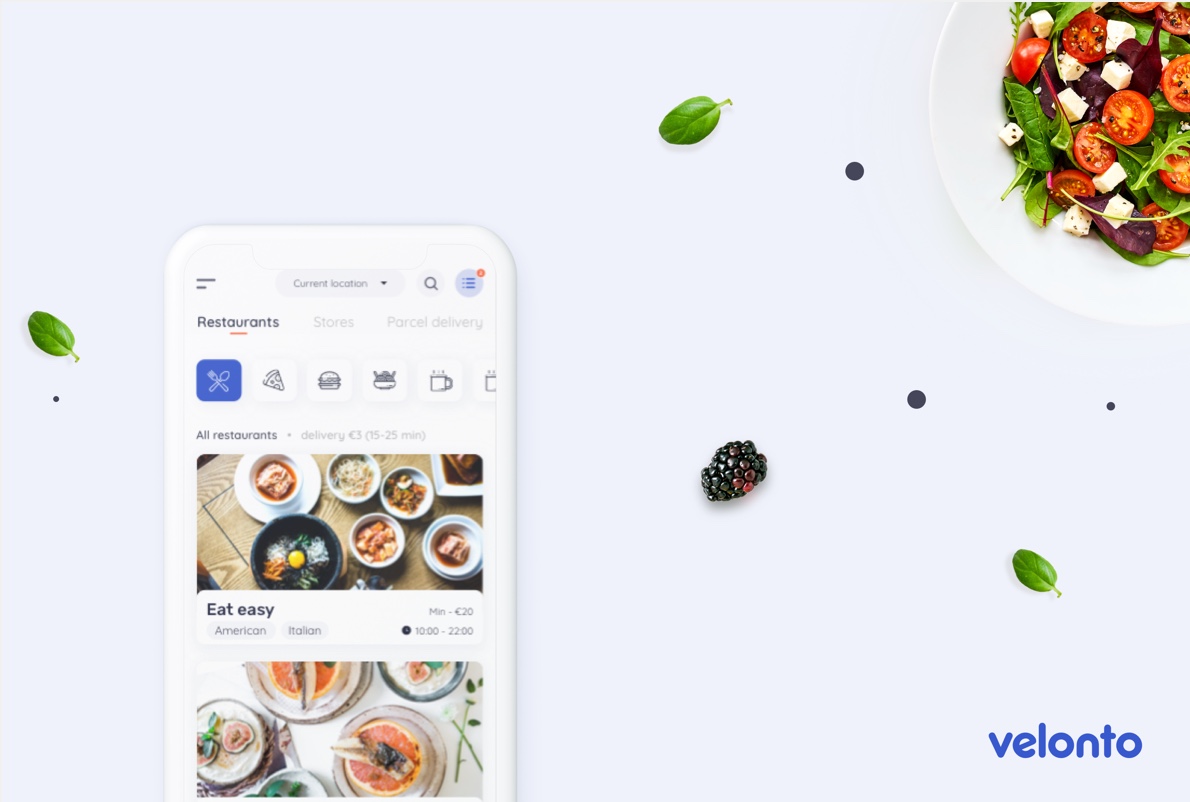 Current location
1
Restaurants Stores Parcel delivery
All restaurants • delivery €3 (15-25 min)
Eat easy Min - €20
American Italian 10:00 - 22:00
velonto